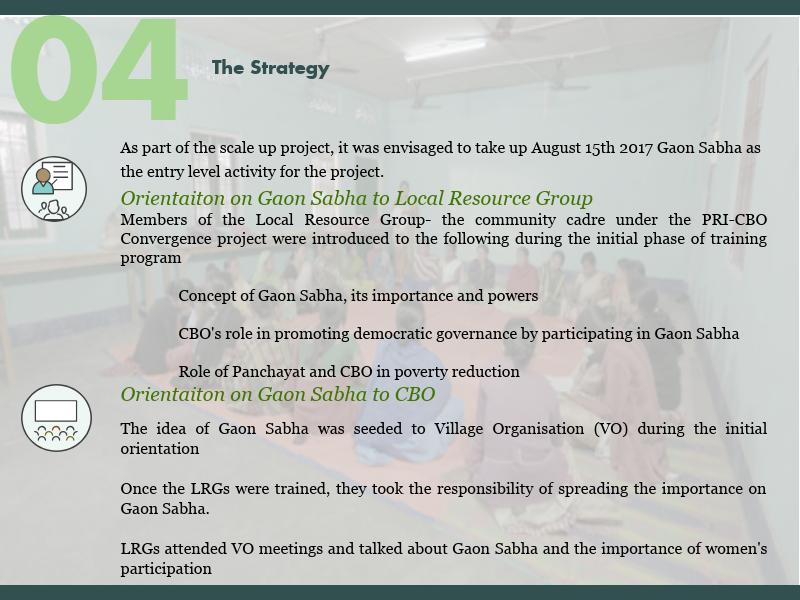 04
The Strategy
As part of the scale up project, it was envisaged to take up August 15th 2017 Gaon Sabha as
the entry level activity for the project.
Orientaiton on Gaon Sabha to Local Resource Group
Members of the Local Resource Group- the community cadre under the PRI-CBO
Convergence project were introduced to the following during the initial phase of training
program
Concept of Gaon Sabha, its importance and powers
CBO's role in promoting democratic governance by participating in Gaon Sabha
Role of Panchayat and CBO in poverty reduction
Orientaiton on Gaon Sabha to CBO
The idea of Gaon Sabha was seeded to Village Organisation (VO) during the initial
orientation
Once the LRGs were trained, they took the responsibility of spreading the importance on
Gaon Sabha.
LRGs attended VO meetings and talked about Gaon Sabha and the importance of women's
participation